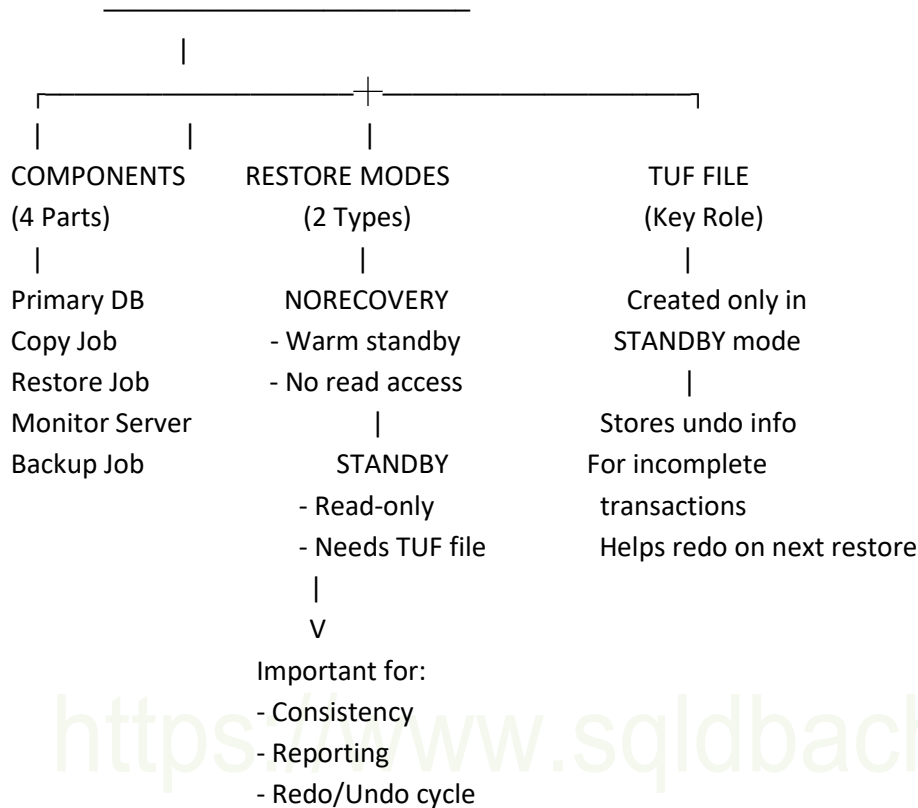 COMPONENTS RESTORE MODES TUF FILE
(4 Parts) (2 Types) (Key Role)
Primary DB NORECOVERY Created only in
Copy Job - Warm standby STANDBY mode
Restore Job - No read access
Monitor Server Stores undo info
Backup Job STANDBY For incomplete
- Read-only transactions
- Needs TUF file Helps redo on next restore
V
Important for:
- Consistency
- Reporting
- Redo/Undo cycle
https://www.sqldbach